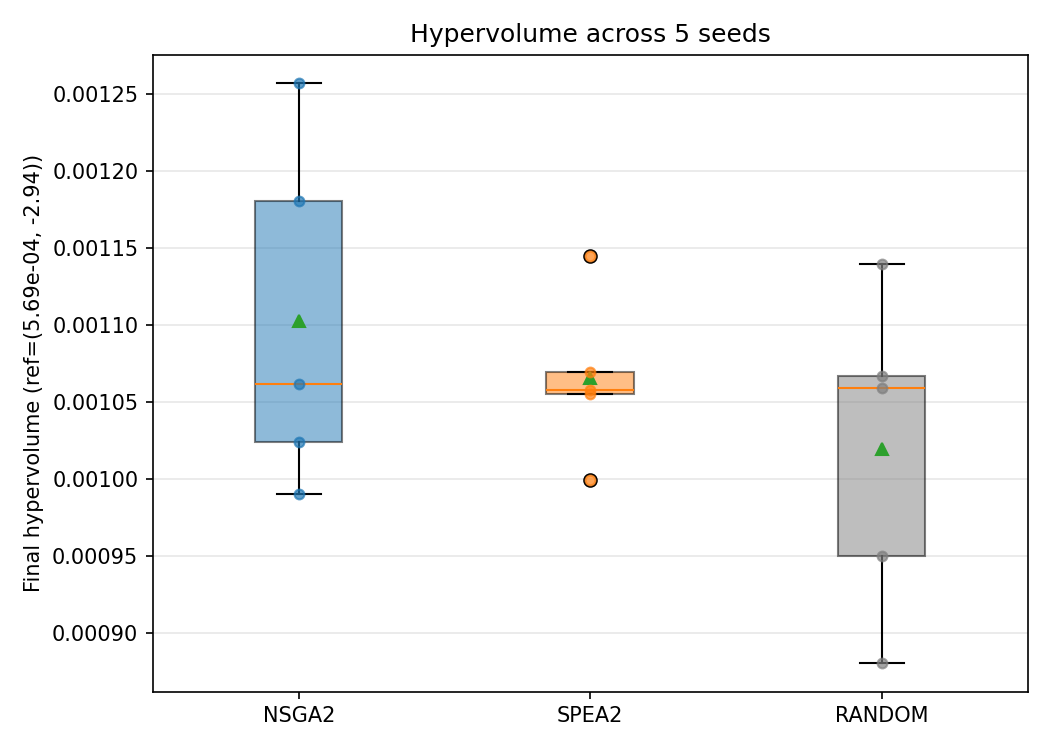 Hypervolume across 5 seeds
Final hypervolume (ref=(5.69e-04, -2.94))
0.00125
0.00120
0.00115
0.00110
0.00105
0.00100
0.00095
0.00090
NSGA2
SPEA2
RANDOM